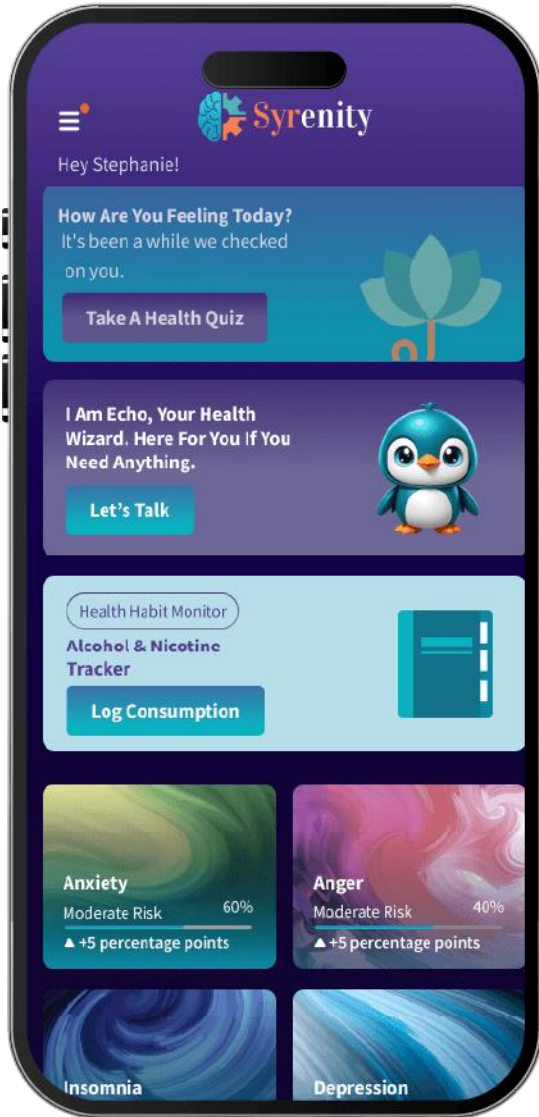 Syrenity
Hey Stephanie!
How Are You Feeling Today?
It's been a while we checked
on you.
Take A Health Quiz
I Am Echo, Your Health
Wizard. Here For You If You
Need Anything.
Let's Talk
Health Habit Monitor
Alcohol & Nicotine
Tracker
Log Consumption
Anxiety
Moderate Risk 60%
▲ +5 percentage points
Anger
Moderate Risk 40%
▲ +5 percentage points
Insomnia
Depression